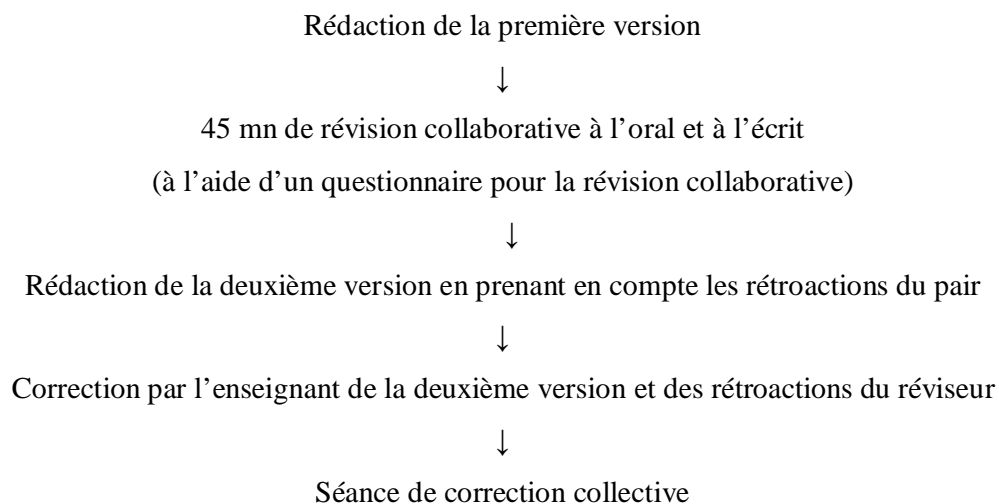 Rédaction de la première version
↓
45 mn de révision collaborative à l’oral et à l’écrit
(à l’aide d’un questionnaire pour la révision collaborative)
↓
Rédaction de la deuxième version en prenant en compte les rétroactions du pair
↓
Correction par l’enseignant de la deuxième version et des rétroactions du réviseur
↓
Séance de correction collective